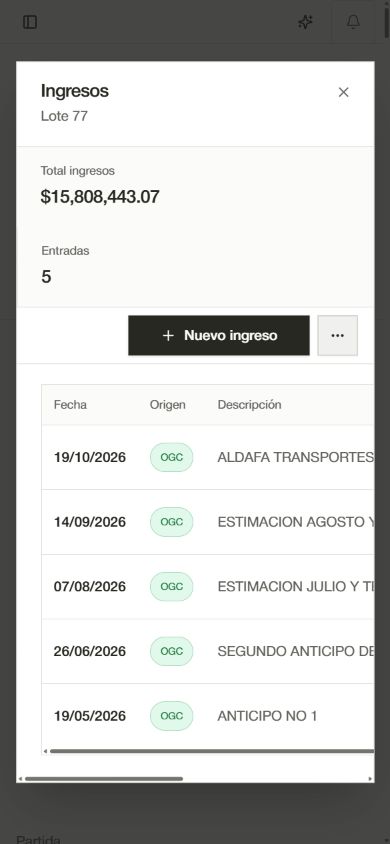 Ingresos
Lote 77
Total ingresos
$15,808,443.07
Entradas
5
Nuevo ingreso
Fecha Origen Descripción
19/10/2026 OGC ALDAFA TRANSPORTES
14/09/2026 OGC ESTIMACION AGOSTO Y
07/08/2026 OGC ESTIMACION JULIO Y TI
26/06/2026 OGC SEGUNDO ANTICIPO DE
19/05/2026 OGC ANTICIPO NO 1
Partida